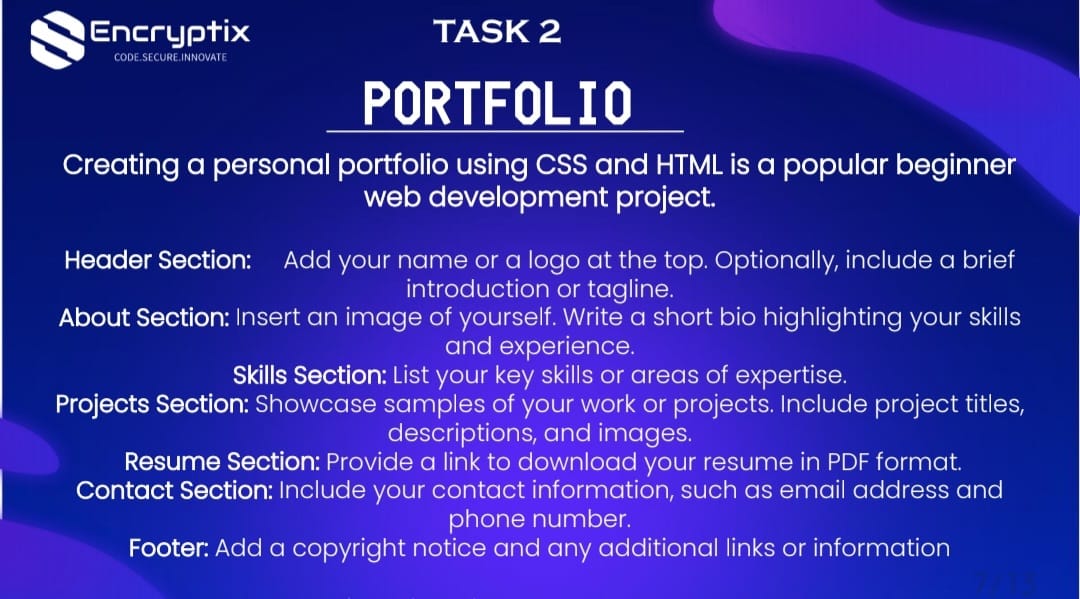 Encryptix
CODE.SECURE.INNOVATE
TASK 2
PORTFOLIO
Creating a personal portfolio using CSS and HTML is a popular beginner
web development project.
Header Section: Add your name or a logo at the top. Optionally, include a brief
introduction or tagline.
About Section: Insert an image of yourself. Write a short bio highlighting your skills
and experience.
Skills Section: List your key skills or areas of expertise.
Projects Section: Showcase samples of your work or projects. Include project titles,
descriptions, and images.
Resume Section: Provide a link to download your resume in PDF format.
Contact Section: Include your contact information, such as email address and
phone number.
Footer: Add a copyright notice and any additional links or information
7/13